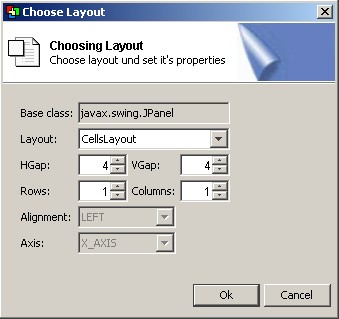 Choose Layout
Choosing Layout
Choose layout und set it's properties
Base class: javax.swing.JPanel
Layout: CellsLayout
HGap: 4 VGap: 4
Rows: 1 Columns: 1
Alignment: LEFT
Axis: X_AXIS
Ok Cancel